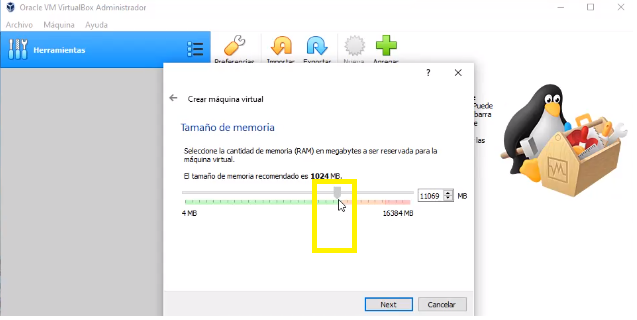 Oracle VM VirtualBox Administrador
Archivo Máquina Ayuda
Herramientas
Preferencias Importar Exportar Nueva Agregar
? 
Crear máquina virtual
Puede
Tamaño de memoria
barra
e
Seleccione la cantidad de memoria (RAM) en megabytes a ser reservada para la
las
máquina virtual.
El tamaño de memoria recomendado es 1024 MB.
11069 MB
4 MB 16384 MB
Next Cancelar